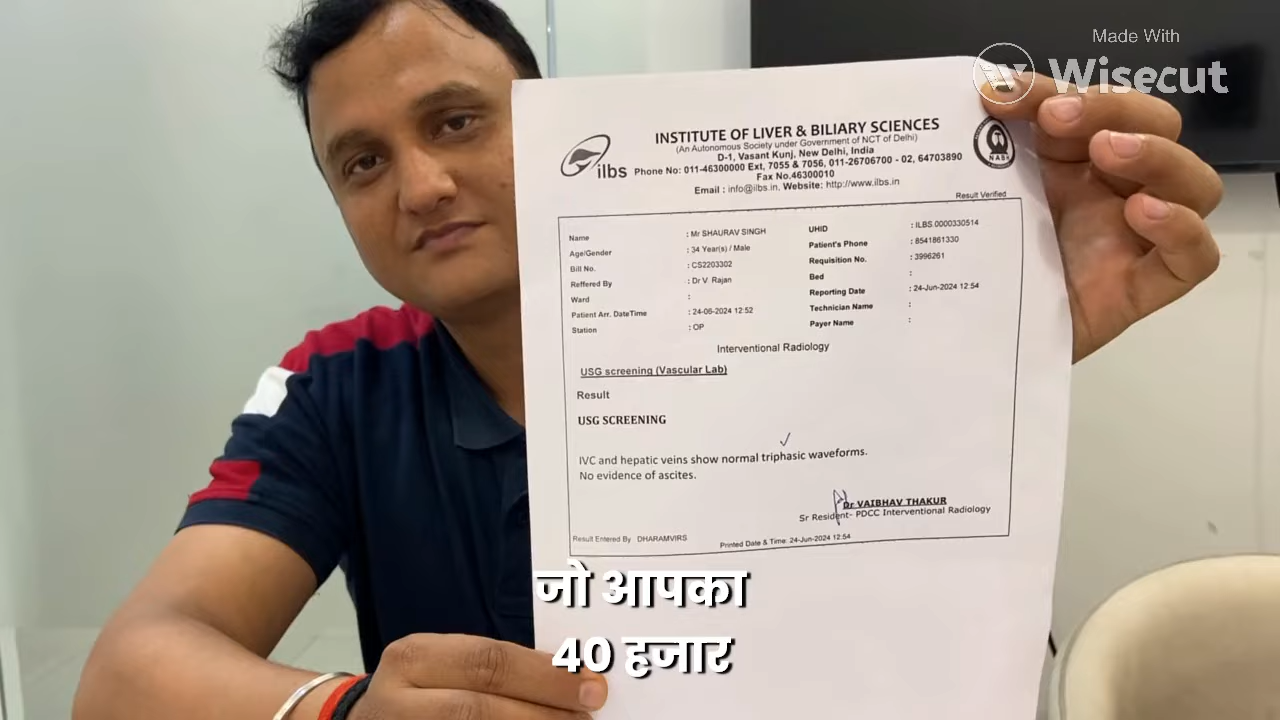 Made With
Wisecut
INSTITUTE OF LIVER & BILIARY SCIENCES
(An Autonomous Society under Government of NCT of Delhi)
D-1, Vasant Kunj, New Delhi, India
Phone No: 011-46300000 Ext, 7055 & 7056, 011-26706700 - 02, 64703890
Fax No.46300010
Email : info@ilbs.in. Website: http://www.ilbs.in
ilbs
NABH
Result Verified
Name : Mr SHAURAV SINGH UHID : ILBS.0000330514
Age/Gender : 34 Year(s) / Male Patient's Phone : 8541861330
Bill No. : CS2203302 Requisition No. : 3996261
Reffered By : Dr V. Rajan Bed :
Ward : Reporting Date : 24-Jun-2024 12:54
Patient Arr. DateTime : 24-06-2024 12:52 Technician Name :
Station : OP Payer Name :
Interventional Radiology
USG screening (Vascular Lab)
Result
USG SCREENING
IVC and hepatic veins show normal triphasic waveforms.
No evidence of ascites.
Dr VAIBHAV THAKUR
Sr Resident- PDCC Interventional Radiology
Result Entered By DHARAMVIRS Printed Date & Time: 24-Jun-2024 12:54
जो आपका
40 हजार